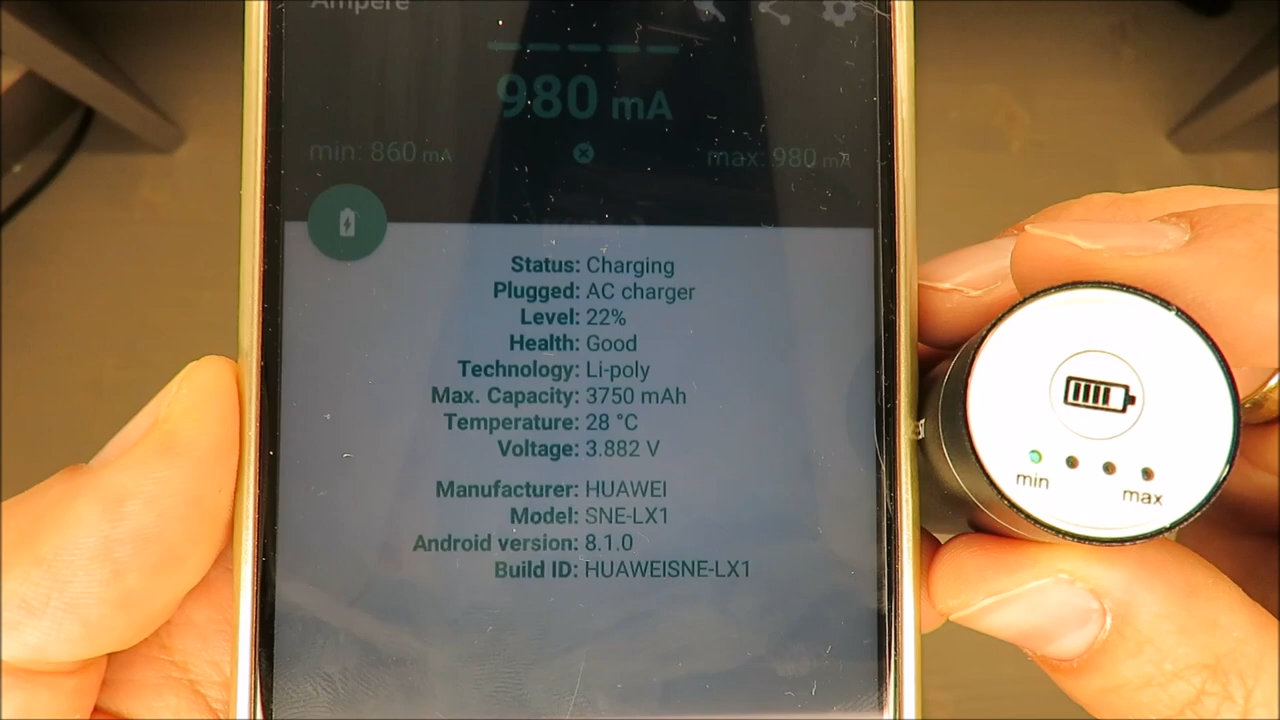 Ampere
980 mA
min: 860 mA
max: 980 mA
Status: Charging
Plugged: AC charger
Level: 22%
Health: Good
Technology: Li-poly
Max. Capacity: 3750 mAh
Temperature: 28 °C
Voltage: 3.882 V
Manufacturer: HUAWEI
Model: SNE-LX1
Android version: 8.1.0
Build ID: HUAWEISNE-LX1
min
max